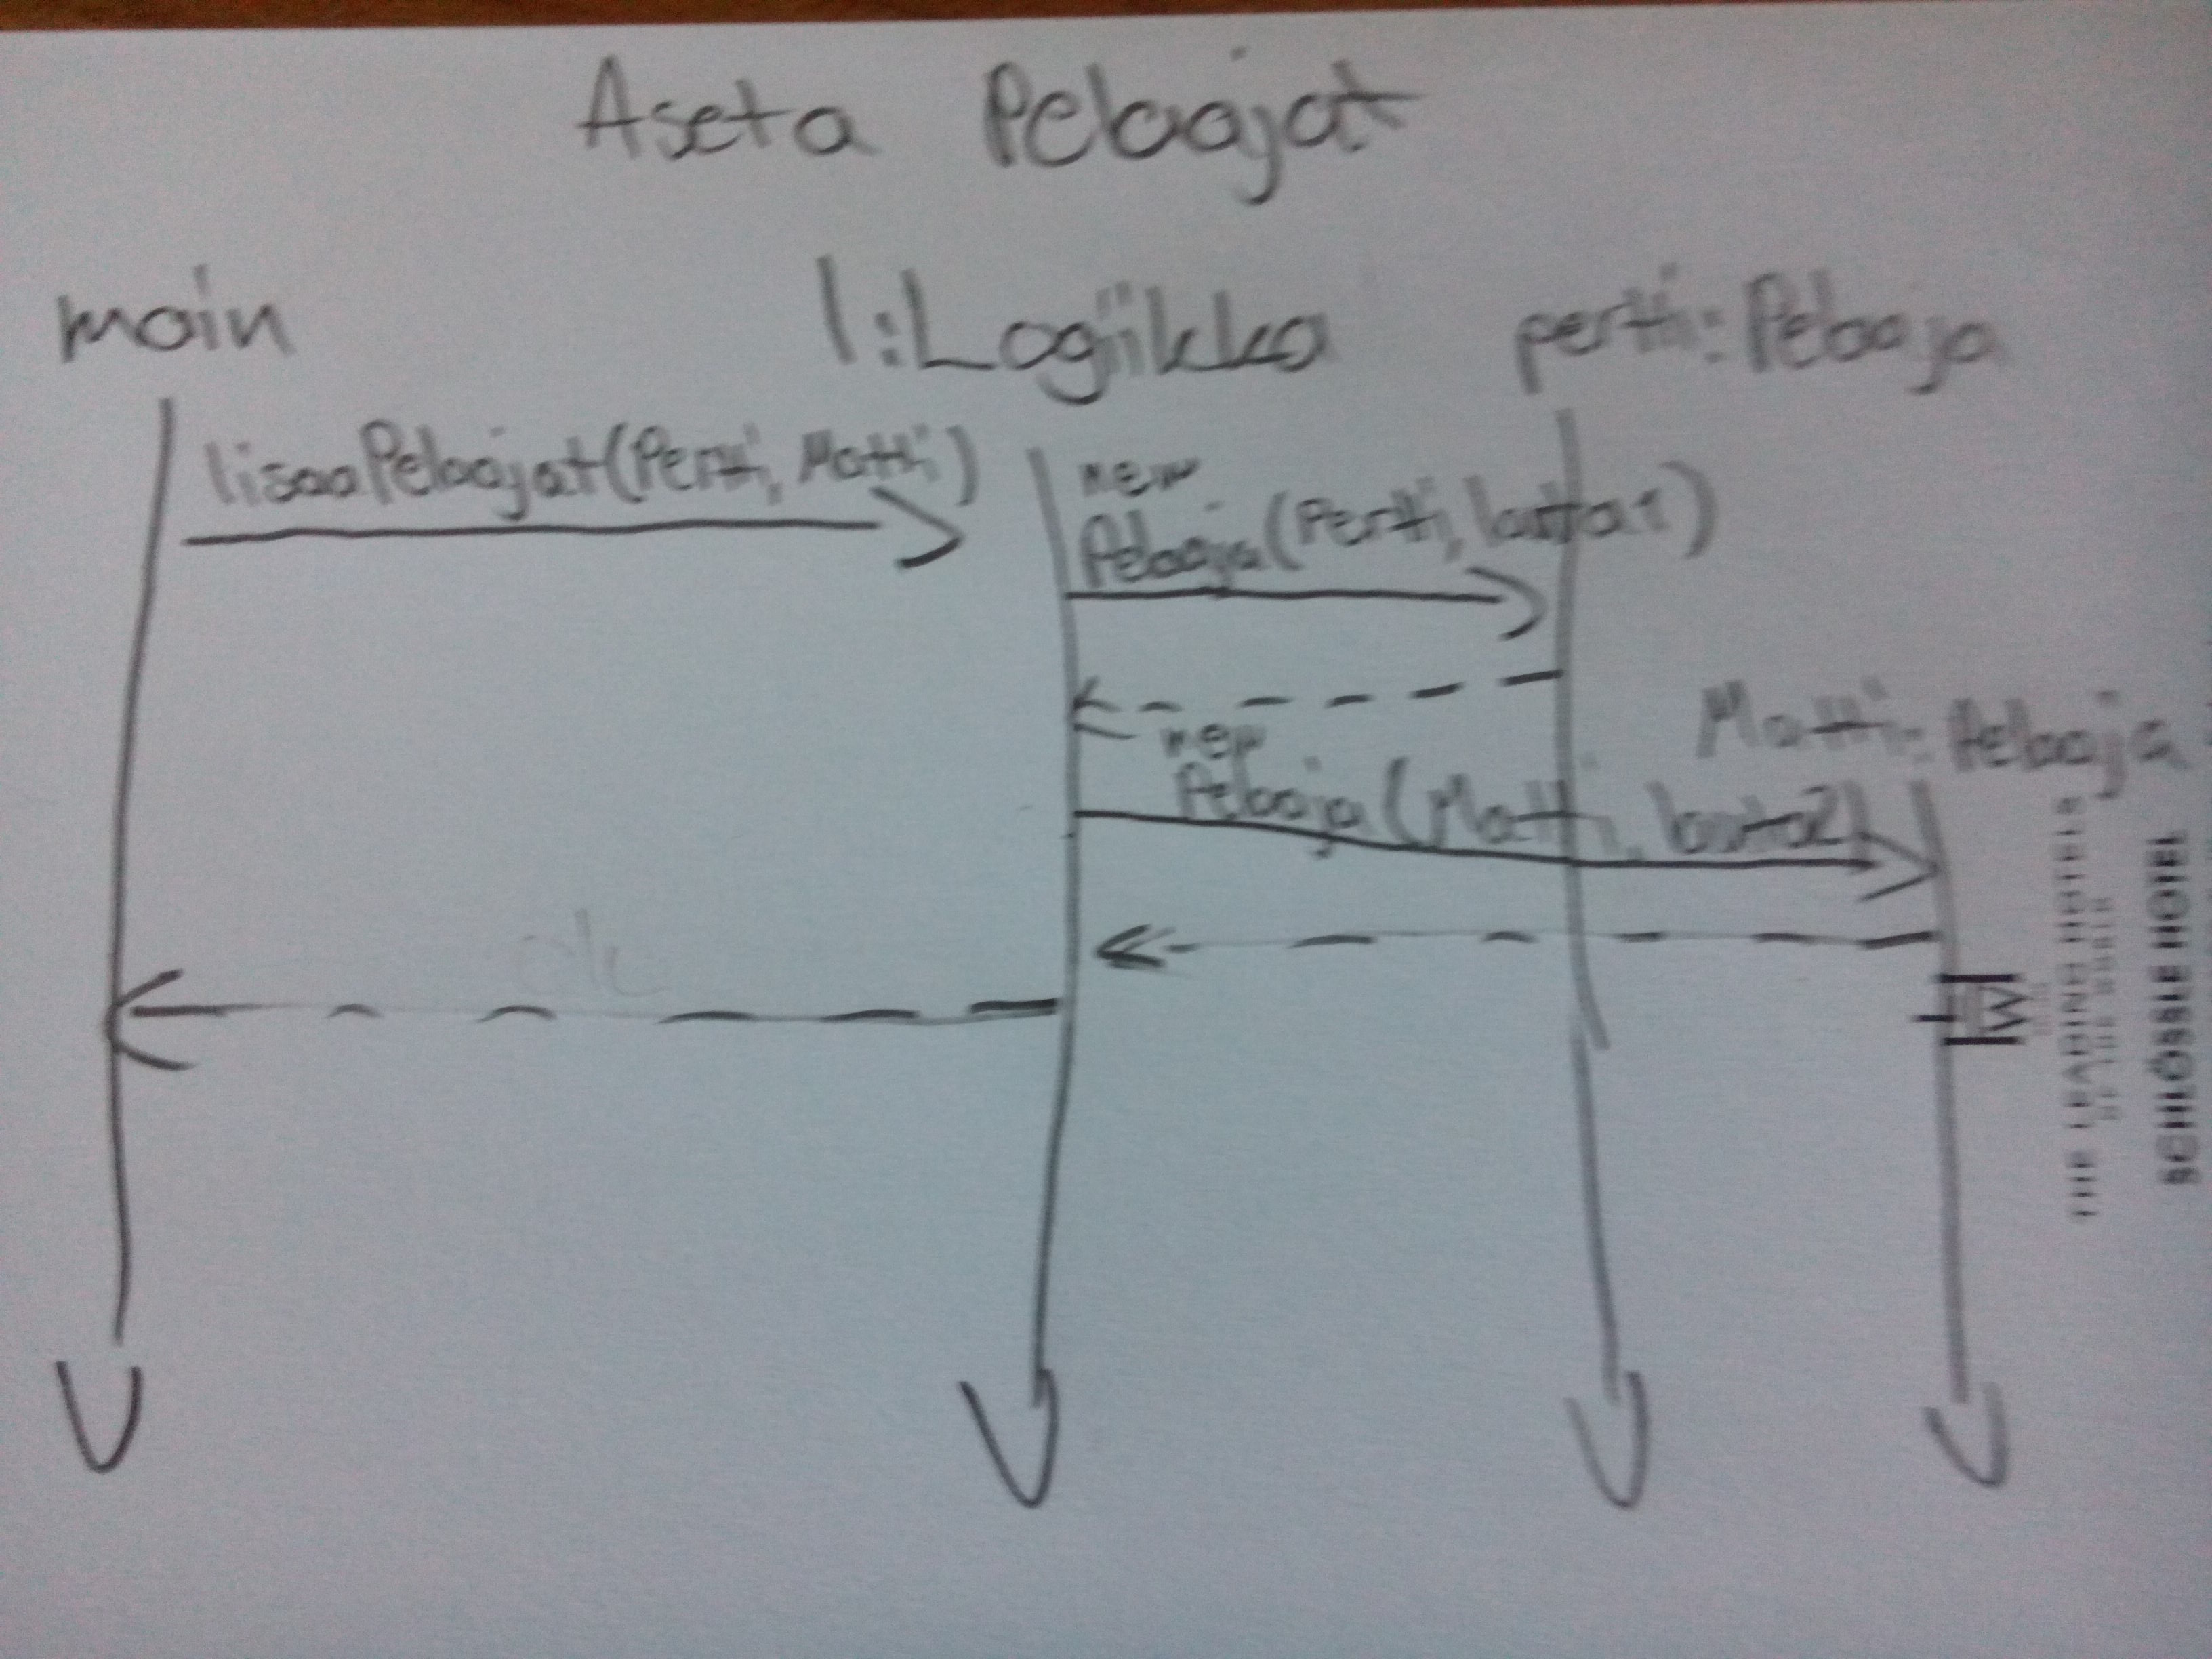 Aseta Pelaajat
main
l:Logiikka
pertti:Pelaaja
lisaaPelaajat(Pertti, Matti)
new
Pelaaja(Pertti, lauta1)
Matti:Pelaaja
new
Pelaaja(Matti, lauta2)
ok
SCHLÖSSLE HOTEL
THE LEADING HOTELS
OF THE WORLD